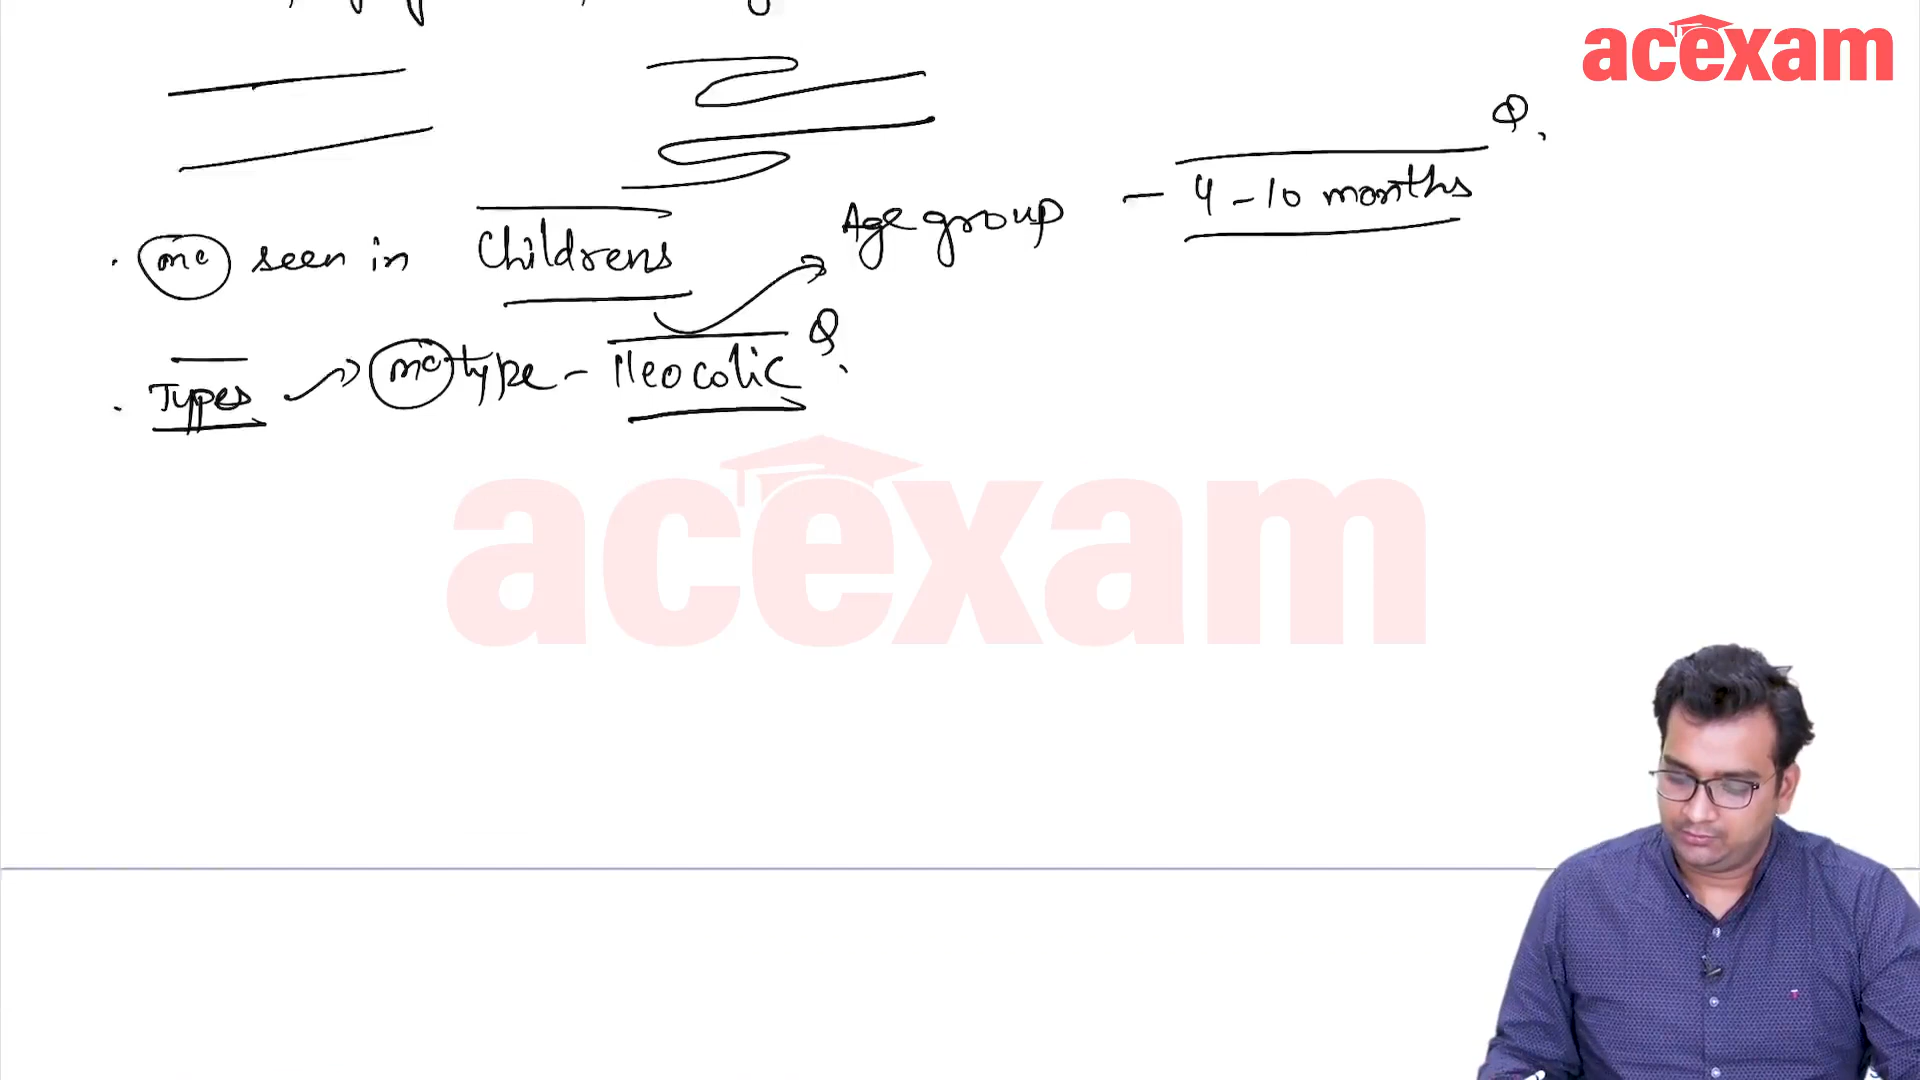 acexam
Q.
Age group - 4-10 months
. mc seen in Childrens
. Types → mc type - Ileocolic Q.
acexam